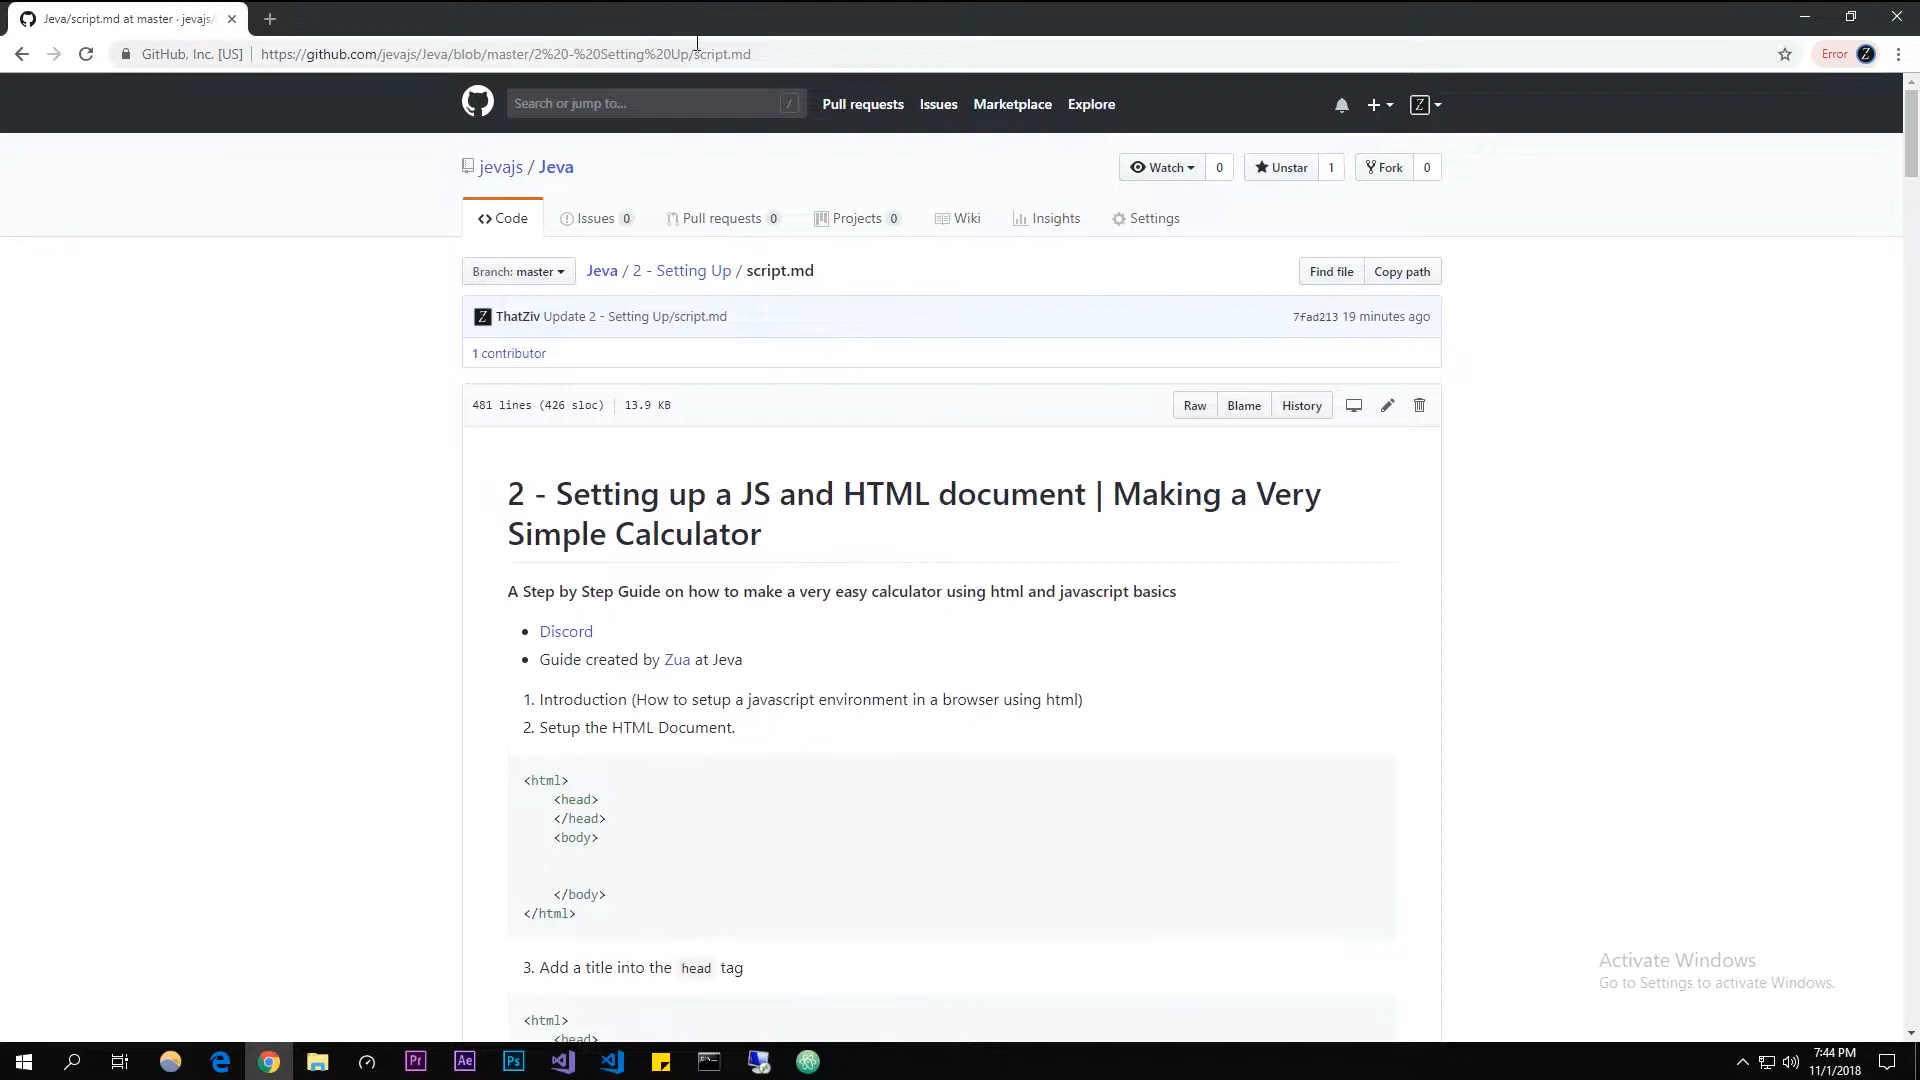 Jeva/script.md at master · jevajs/
GitHub, Inc. [US] | https://github.com/jevajs/Jeva/blob/master/2%20-%20Setting%20Up/script.md
Error Z
Search or jump to... /
Pull requests Issues Marketplace Explore
Z
jevajs / Jeva
Watch 0 Unstar 1 Fork 0
Code Issues 0 Pull requests 0 Projects 0 Wiki Insights Settings
Branch: master Jeva / 2 - Setting Up / script.md Find file Copy path
Z ThatZiv Update 2 - Setting Up/script.md 7fad213 19 minutes ago
1 contributor
481 lines (426 sloc) 13.9 KB Raw Blame History
2 - Setting up a JS and HTML document | Making a Very
Simple Calculator
A Step by Step Guide on how to make a very easy calculator using html and javascript basics
• Discord
• Guide created by Zua at Jeva
1. Introduction (How to setup a javascript environment in a browser using html)
2. Setup the HTML Document.
<html>
<head>
</head>
<body>
</body>
</html>
3. Add a title into the head tag
<html>
<head>
Activate Windows
Go to Settings to activate Windows.
Pr Ae Ps
7:44 PM
11/1/2018